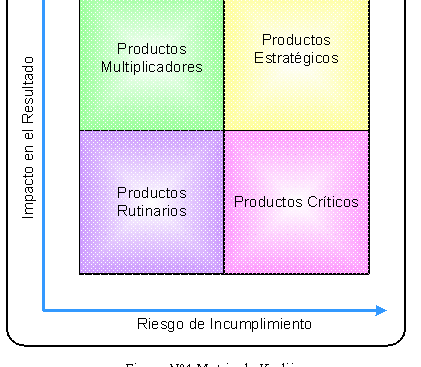 Productos
Multiplicadores
Productos
Estratégicos
Impacto en el Resultado
Productos
Rutinarios
Productos Críticos
Riesgo de Incumplimiento